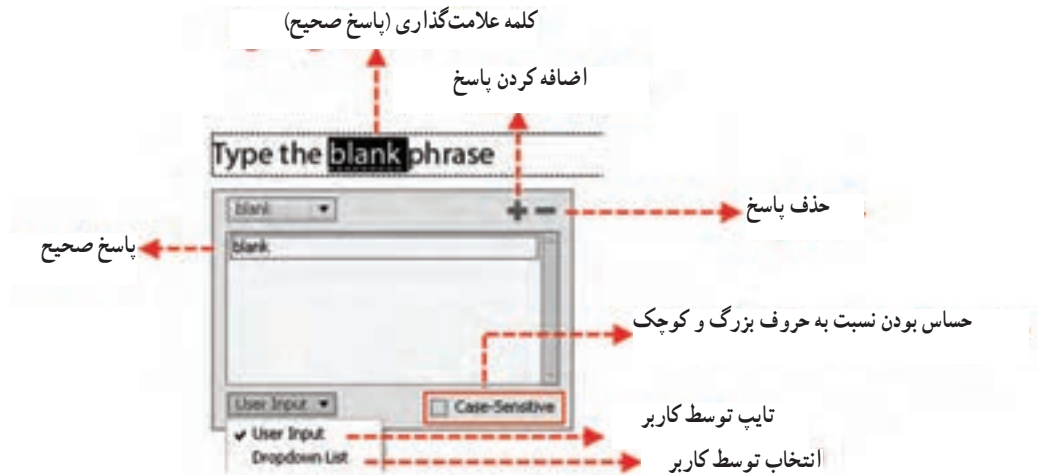 کلمه علامت‌گذاری (پاسخ صحیح)
اضافه کردن پاسخ
Type the blank phrase
blank
حذف پاسخ
پاسخ صحیح
blank
حساس بودن نسبت به حروف بزرگ و کوچک
User Input
Case-Sensitive
تایپ توسط کاربر
User Input
Dropdown List
انتخاب توسط کاربر